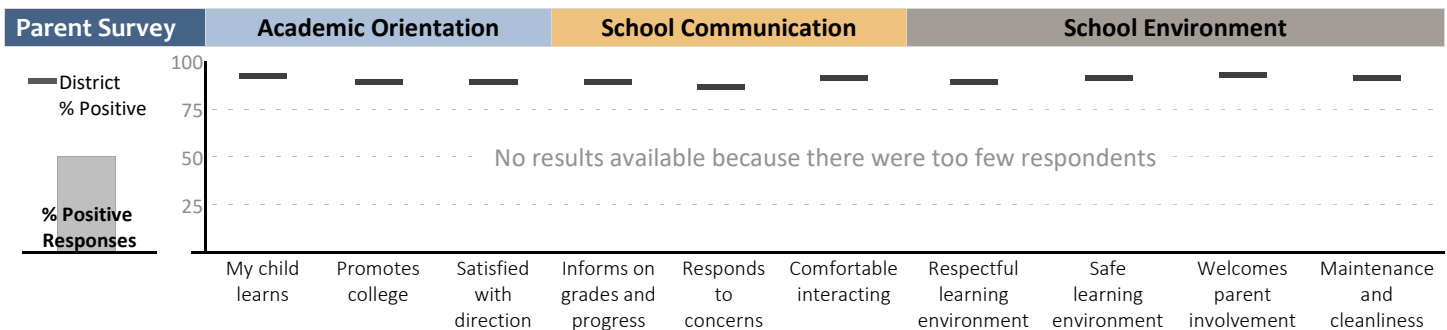 Parent Survey
Academic Orientation
School Communication
School Environment
District
% Positive
% Positive
Responses
100
75
50
25
No results available because there were too few respondents
My child
learns
Promotes
college
Satisfied
with
direction
Informs on
grades and
progress
Responds
to
concerns
Comfortable
interacting
Respectful
learning
environment
Safe
learning
environment
Welcomes
parent
involvement
Maintenance
and
cleanliness